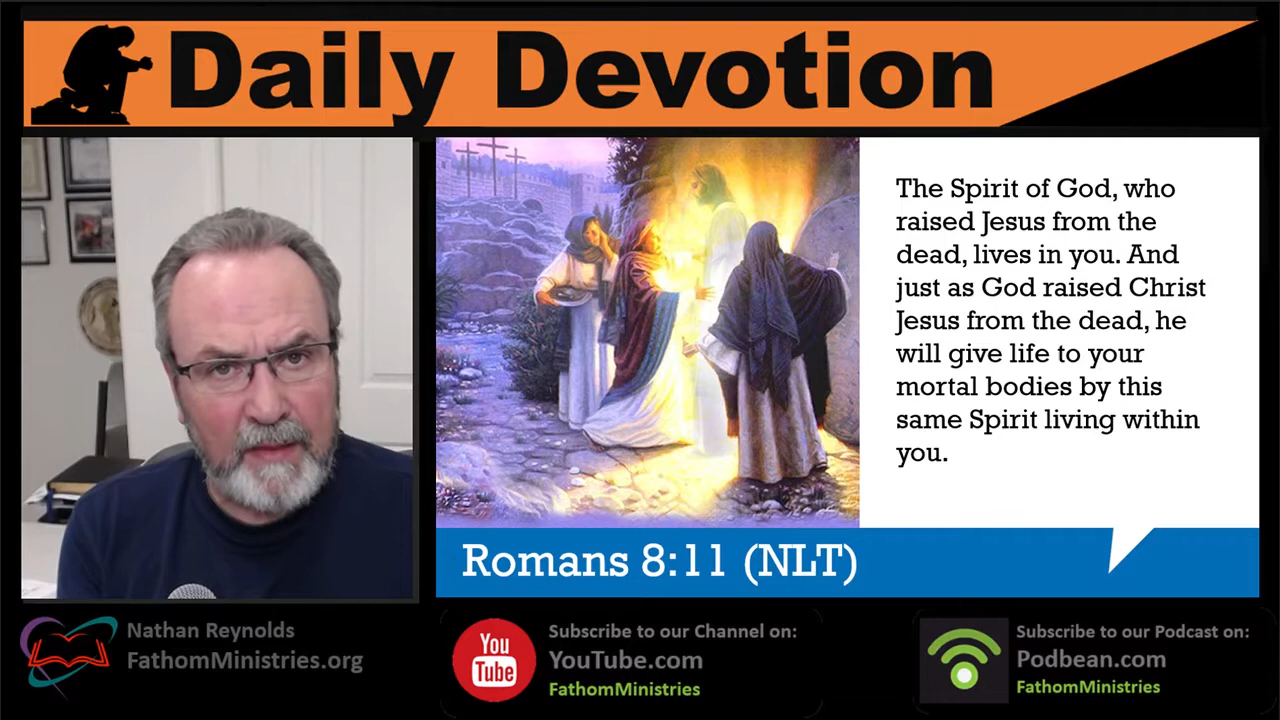 Daily Devotion
The Spirit of God, who
raised Jesus from the
dead, lives in you. And
just as God raised Christ
Jesus from the dead, he
will give life to your
mortal bodies by this
same Spirit living within
you.
Romans 8:11 (NLT)
Nathan Reynolds
FathomMinistries.org
You
Tube
Subscribe to our Channel on:
YouTube.com
FathomMinistries
Subscribe to our Podcast on:
Podbean.com
FathomMinistries